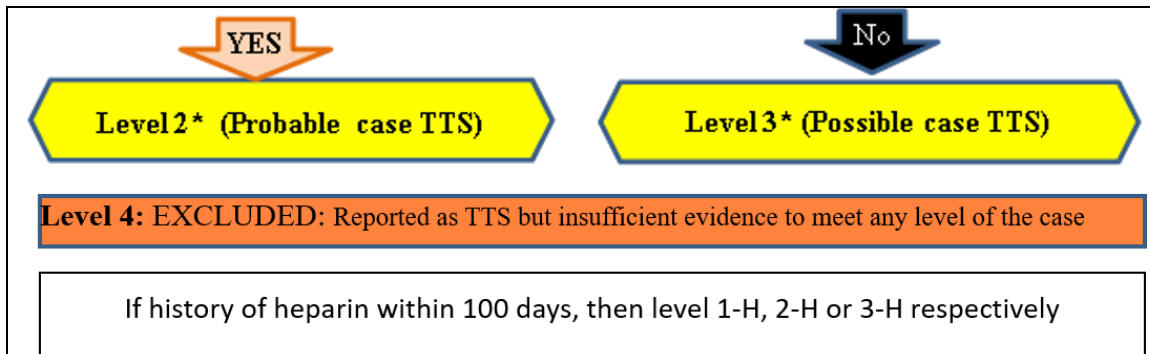 YES
No
Level 2* (Probable case TTS)
Level 3* (Possible case TTS)
Level 4: EXCLUDED: Reported as TTS but insufficient evidence to meet any level of the case
If history of heparin within 100 days, then level 1-H, 2-H or 3-H respectively